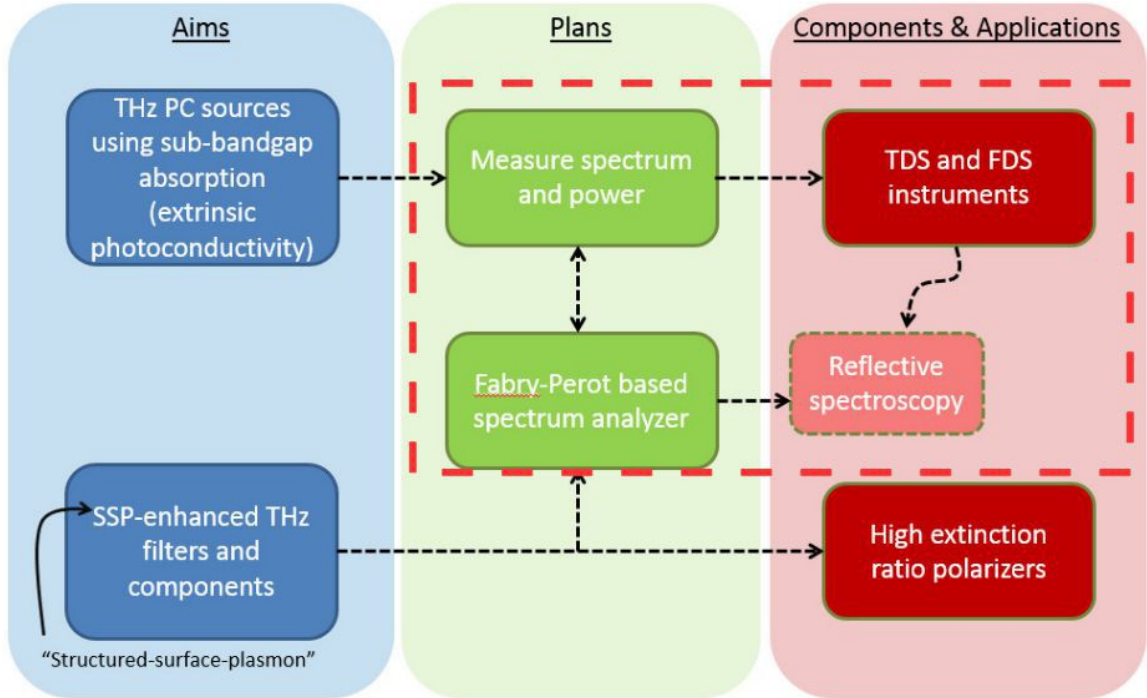 Aims
Plans
Components & Applications
THz PC sources
using sub-bandgap
absorption
(extrinsic
photoconductivity)
Measure spectrum
and power
TDS and FDS
instruments
Fabry-Perot based
spectrum analyzer
Reflective
spectroscopy
SSP-enhanced THz
filters and
components
High extinction
ratio polarizers
“Structured-surface-plasmon”